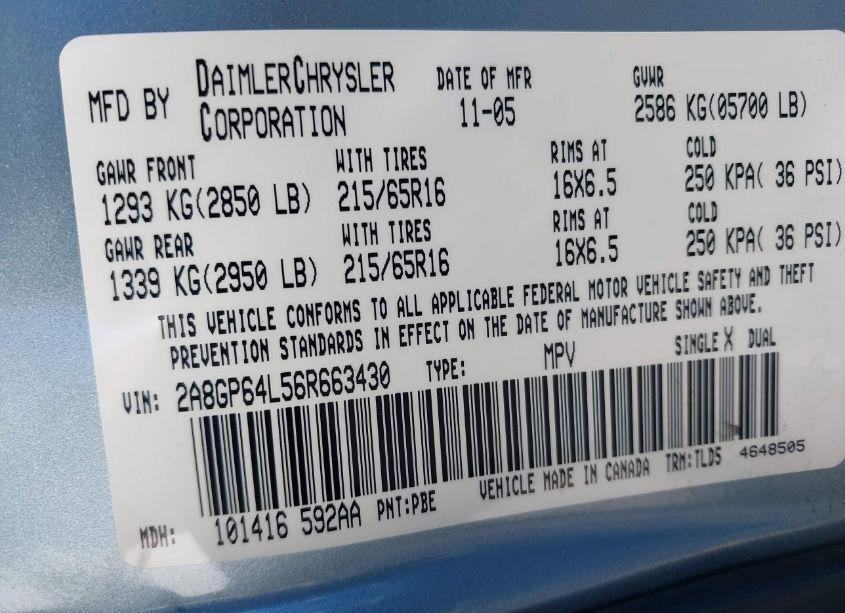 MFD BY DAIMLERCHRYSLER CORPORATION DATE OF MFR 11-05 GVWR 2586 KG(05700 LB)
GAWR FRONT WITH TIRES RIMS AT COLD
1293 KG(2850 LB) 215/65R16 16X6.5 250 KPA( 36 PSI)
GAWR REAR WITH TIRES RIMS AT COLD
1339 KG(2950 LB) 215/65R16 16X6.5 250 KPA( 36 PSI)
THIS VEHICLE CONFORMS TO ALL APPLICABLE FEDERAL MOTOR VEHICLE SAFETY AND THEFT
PREVENTION STANDARDS IN EFFECT ON THE DATE OF MANUFACTURE SHOWN ABOVE.
VIN: 2A8GP64L56R663430 TYPE: MPV SINGLE X DUAL
MDH: 101416 592AA PNT:PBE VEHICLE MADE IN CANADA TRM:TLD5 4648505